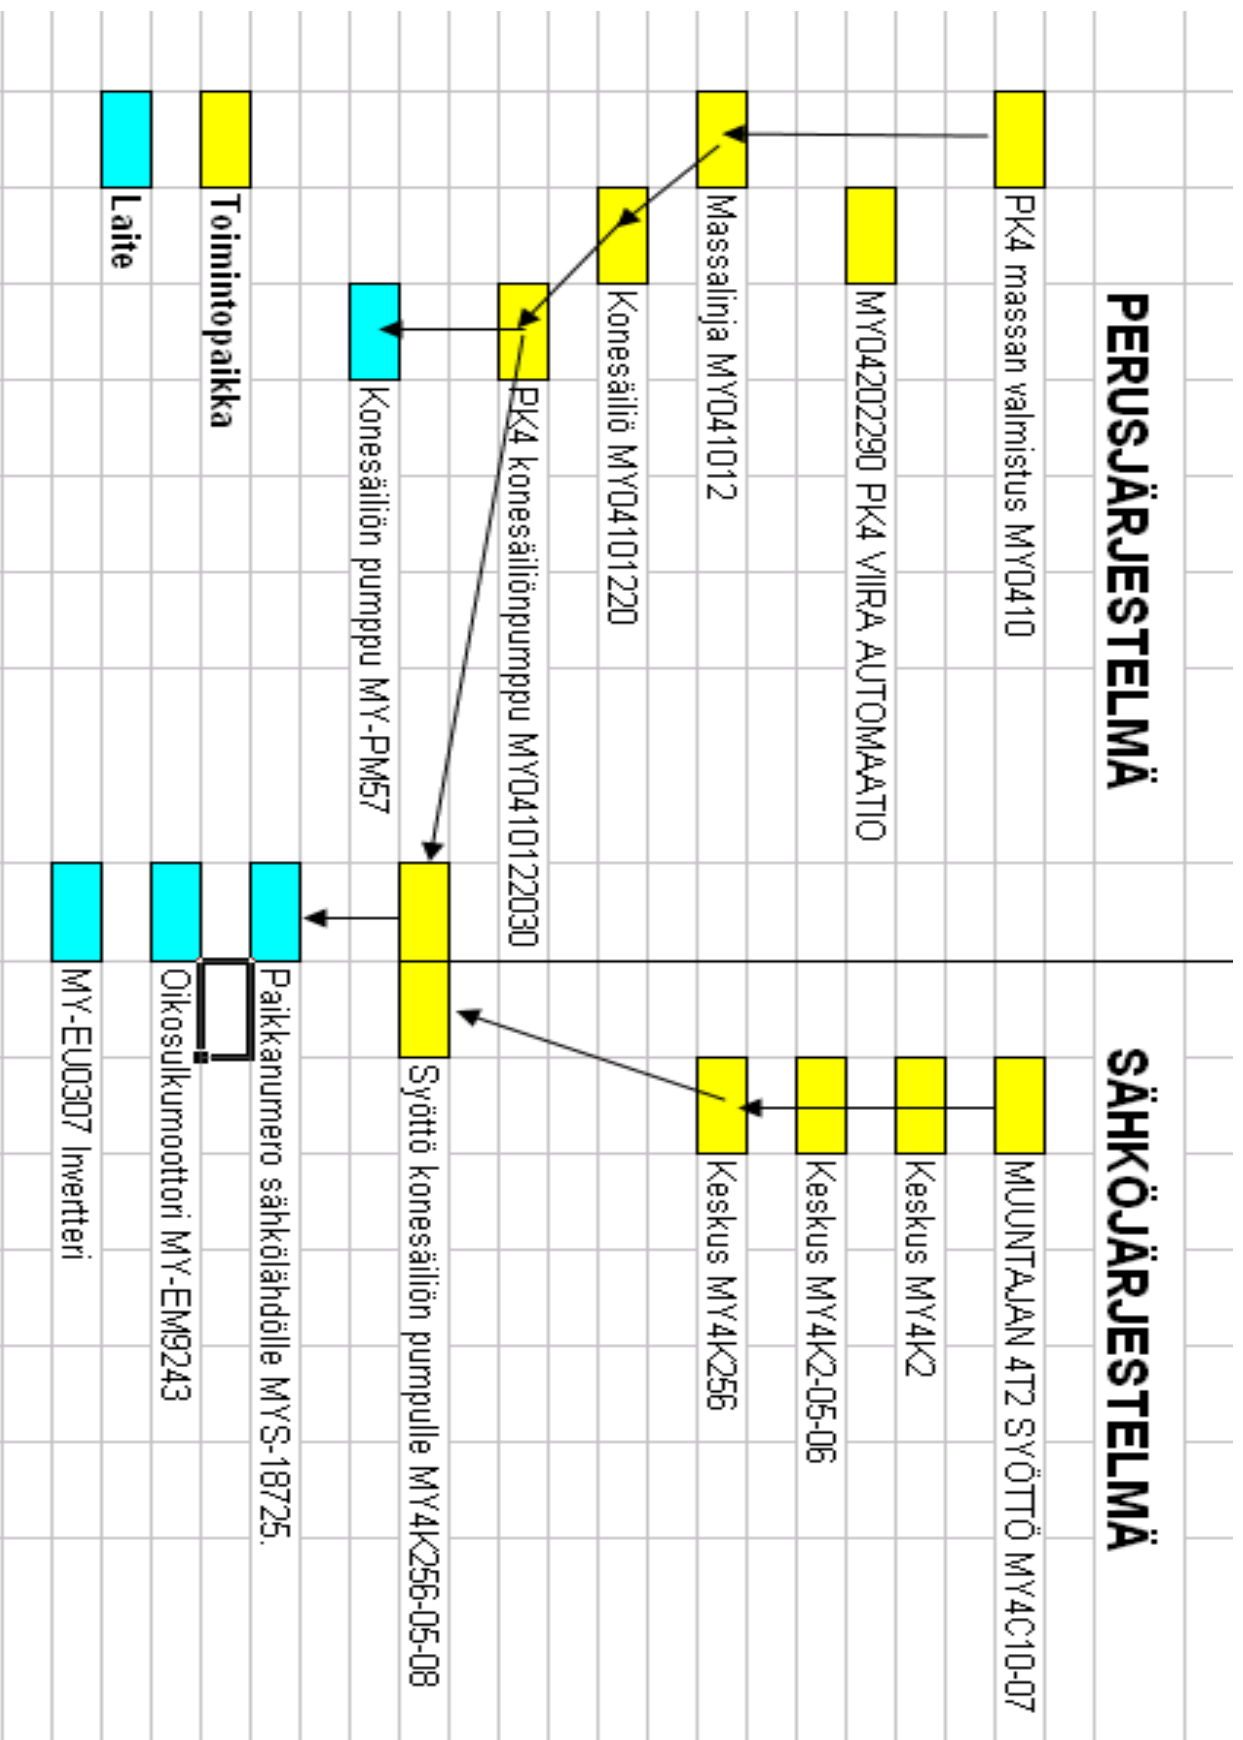 PERUSJÄRJESTELMÄ
SÄHKÖJÄRJESTELMÄ
PK4 massan valmistus MY0410
MUUNTAJAN 4T2 SYÖTTÖ MY4C10-07
Keskus MY4K2
MY04202290 PK4 VIIRA AUTOMAATIO
Keskus MY4K2-05-06
Massalinja MY041012
Keskus MY4K256
Konesäiliö MY04101220
PK4 konesäiliönpumppu MY0410122030
Syöttö konesäiliön pumpulle MY4K256-05-08
Konesäiliön pumppu MY-PM57
Paikkanumero sähkölähdölle MYS-18725.
Toimintopaikka
Oikosulkumoottori MY-EM9243
Laite
MY-EU0307 Invertteri